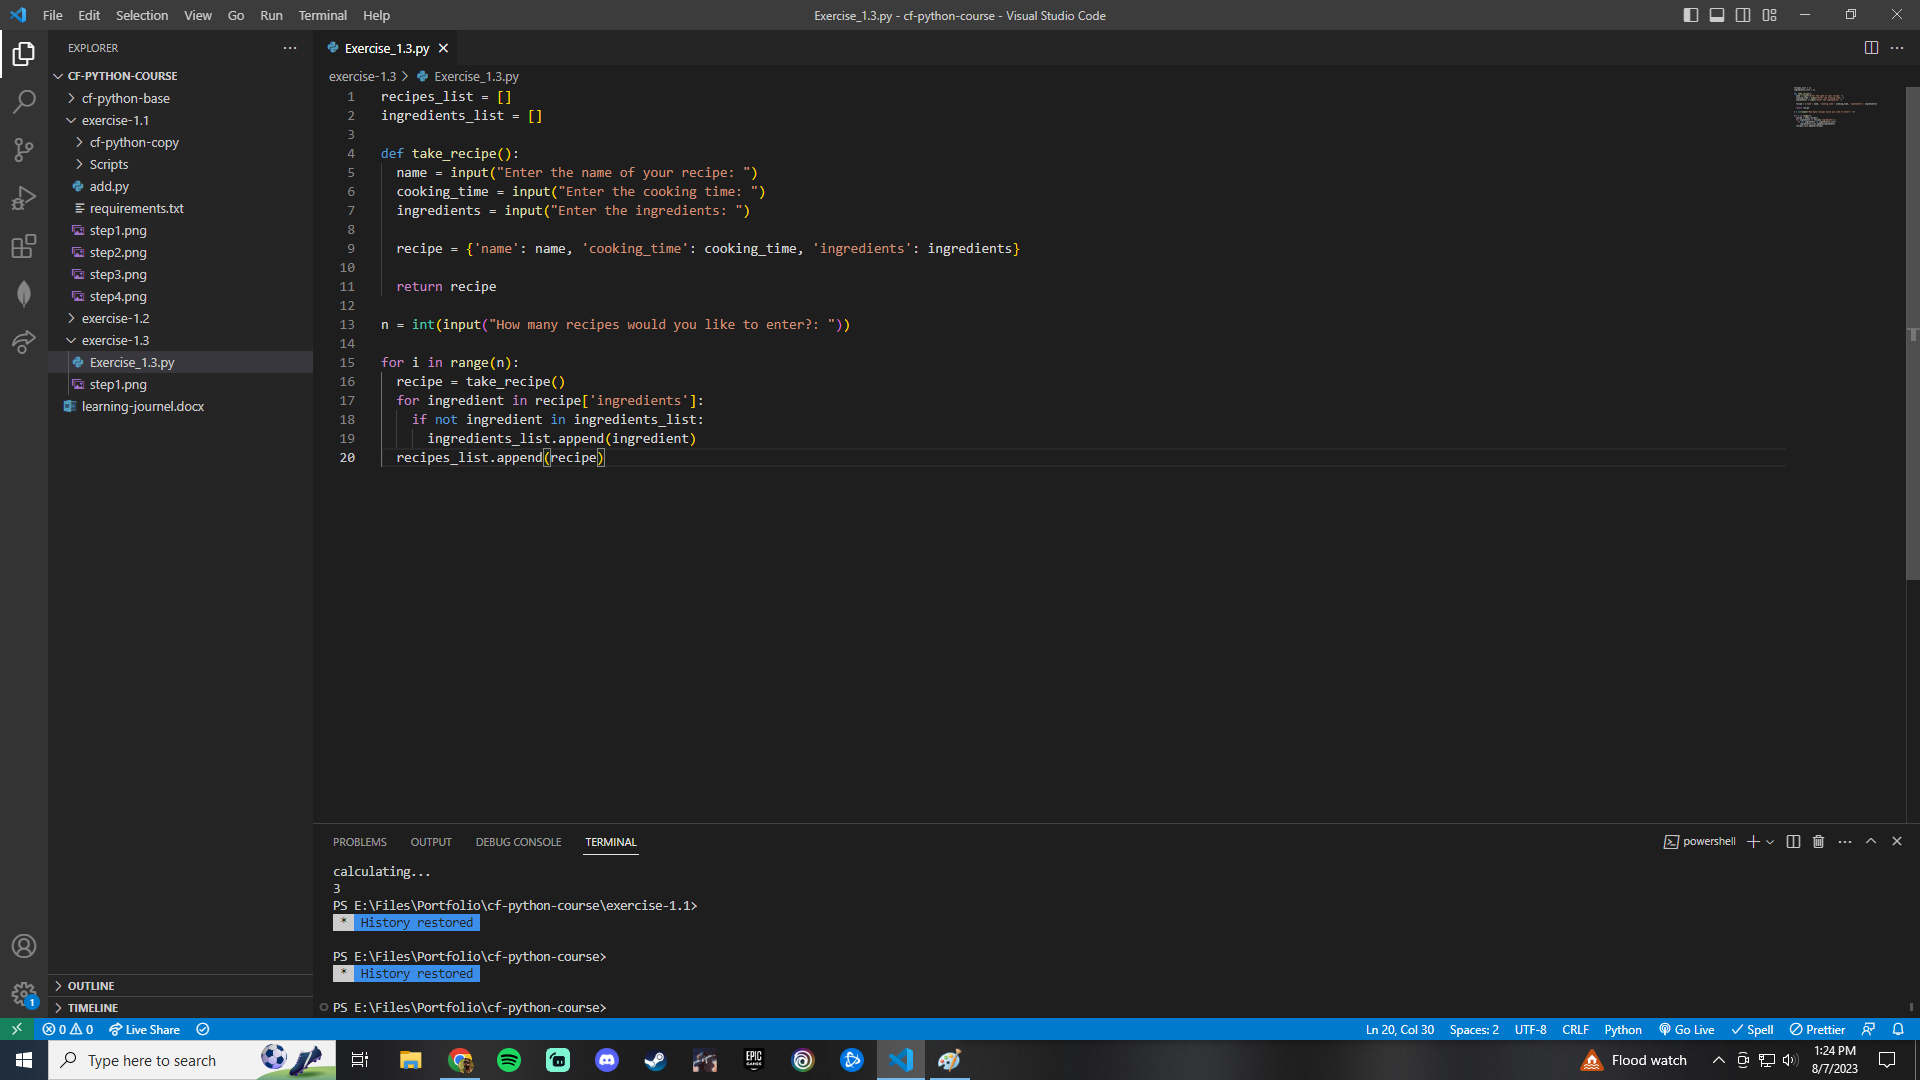 File Edit Selection View Go Run Terminal Help
Exercise_1.3.py - cf-python-course - Visual Studio Code
EXPLORER
CF-PYTHON-COURSE
cf-python-base
exercise-1.1
cf-python-copy
Scripts
add.py
requirements.txt
step1.png
step2.png
step3.png
step4.png
exercise-1.2
exercise-1.3
Exercise_1.3.py
step1.png
learning-journel.docx
OUTLINE
TIMELINE
Exercise_1.3.py
exercise-1.3 > Exercise_1.3.py
1 recipes_list = []
2 ingredients_list = []
3
4 def take_recipe():
5 name = input("Enter the name of your recipe: ")
6 cooking_time = input("Enter the cooking time: ")
7 ingredients = input("Enter the ingredients: ")
8
9 recipe = {'name': name, 'cooking_time': cooking_time, 'ingredients': ingredients}
10
11 return recipe
12
13 n = int(input("How many recipes would you like to enter?: "))
14
15 for i in range(n):
16 recipe = take_recipe()
17 for ingredient in recipe['ingredients']:
18 if not ingredient in ingredients_list:
19 ingredients_list.append(ingredient)
20 recipes_list.append(recipe)
PROBLEMS OUTPUT DEBUG CONSOLE TERMINAL
powershell
calculating...
3
PS E:\Files\Portfolio\cf-python-course\exercise-1.1>
* History restored
PS E:\Files\Portfolio\cf-python-course>
* History restored
PS E:\Files\Portfolio\cf-python-course>
1
0 0 Live Share
Ln 20, Col 30 Spaces: 2 UTF-8 CRLF Python Go Live Spell Prettier
Type here to search
EPIC GAMES
Flood watch
1:24 PM
8/7/2023